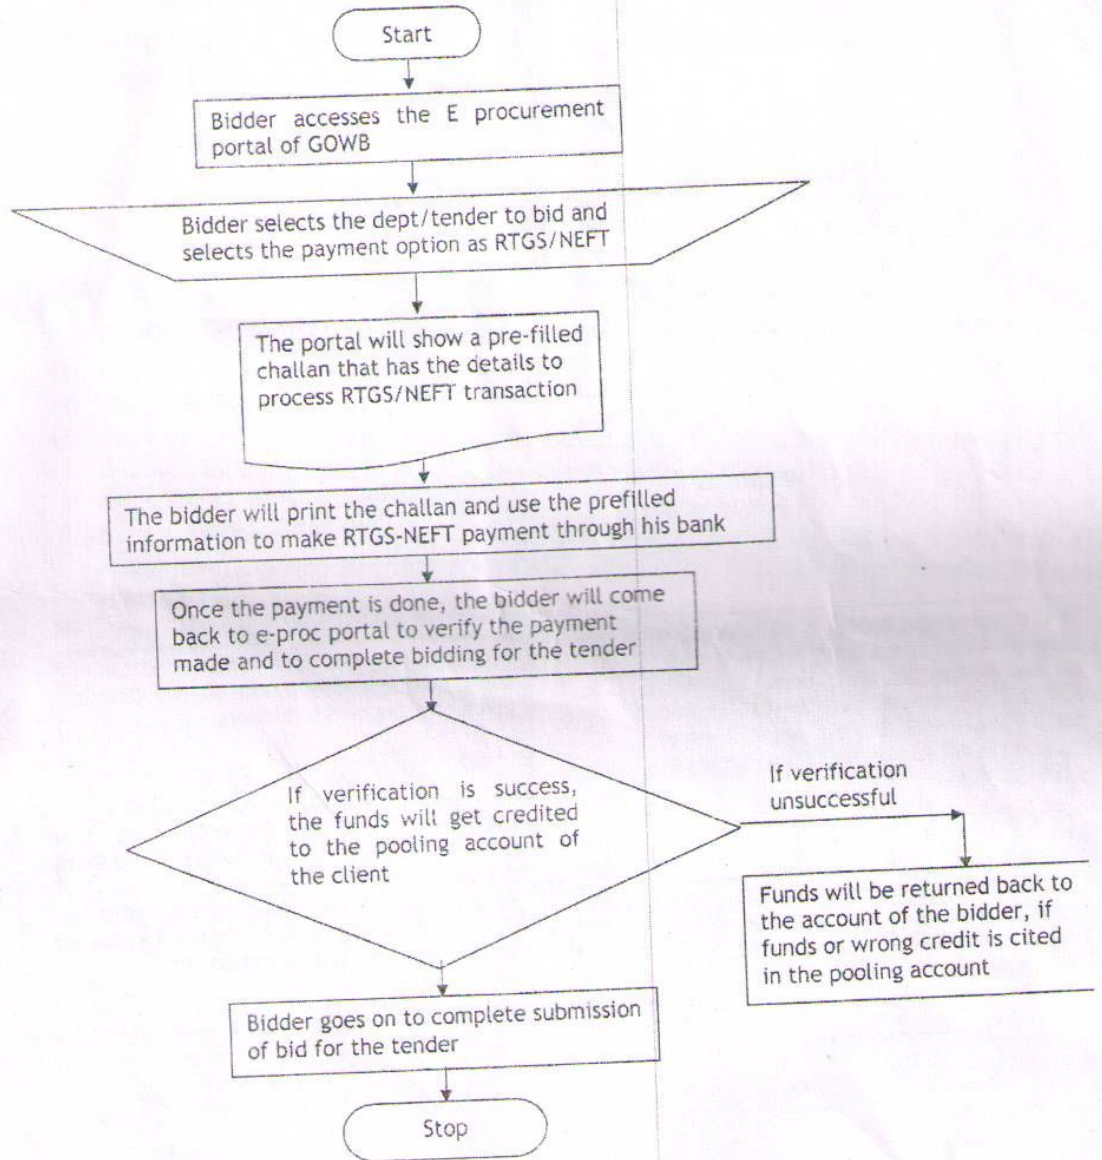 Start
Bidder accesses the E procurement
portal of GOWB
Bidder selects the dept/tender to bid and
selects the payment option as RTGS/NEFT
The portal will show a pre-filled
challan that has the details to
process RTGS/NEFT transaction
The bidder will print the challan and use the prefilled
information to make RTGS-NEFT payment through his bank
Once the payment is done, the bidder will come
back to e-proc portal to verify the payment
made and to complete bidding for the tender
If verification is success,
the funds will get credited
to the pooling account of
the client
If verification
unsuccessful
Funds will be returned back to
the account of the bidder, if
funds or wrong credit is cited
in the pooling account
Bidder goes on to complete submission
of bid for the tender
Stop